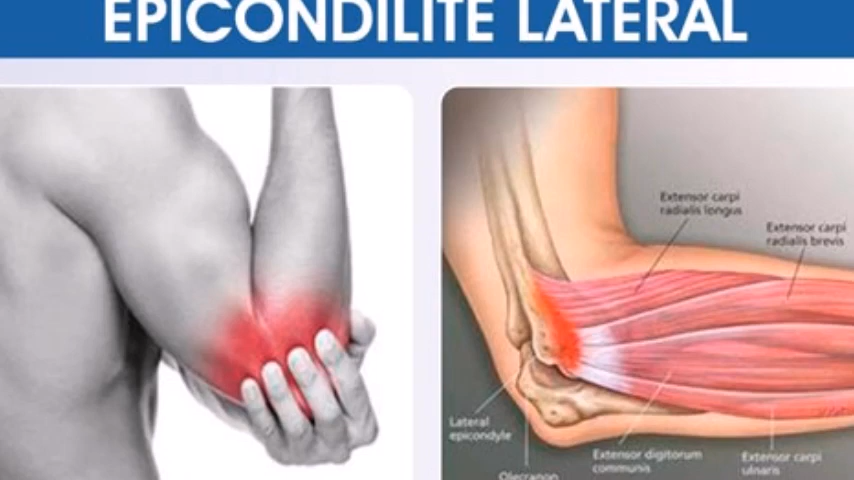 EPICONDILITE LATERAL
Extensor carpi
radialis longus
Extensor carpi
radialis brevis
Lateral
epicondyle
Olecranon
Extensor digitorum
communis
Extensor carpi
ulnaris